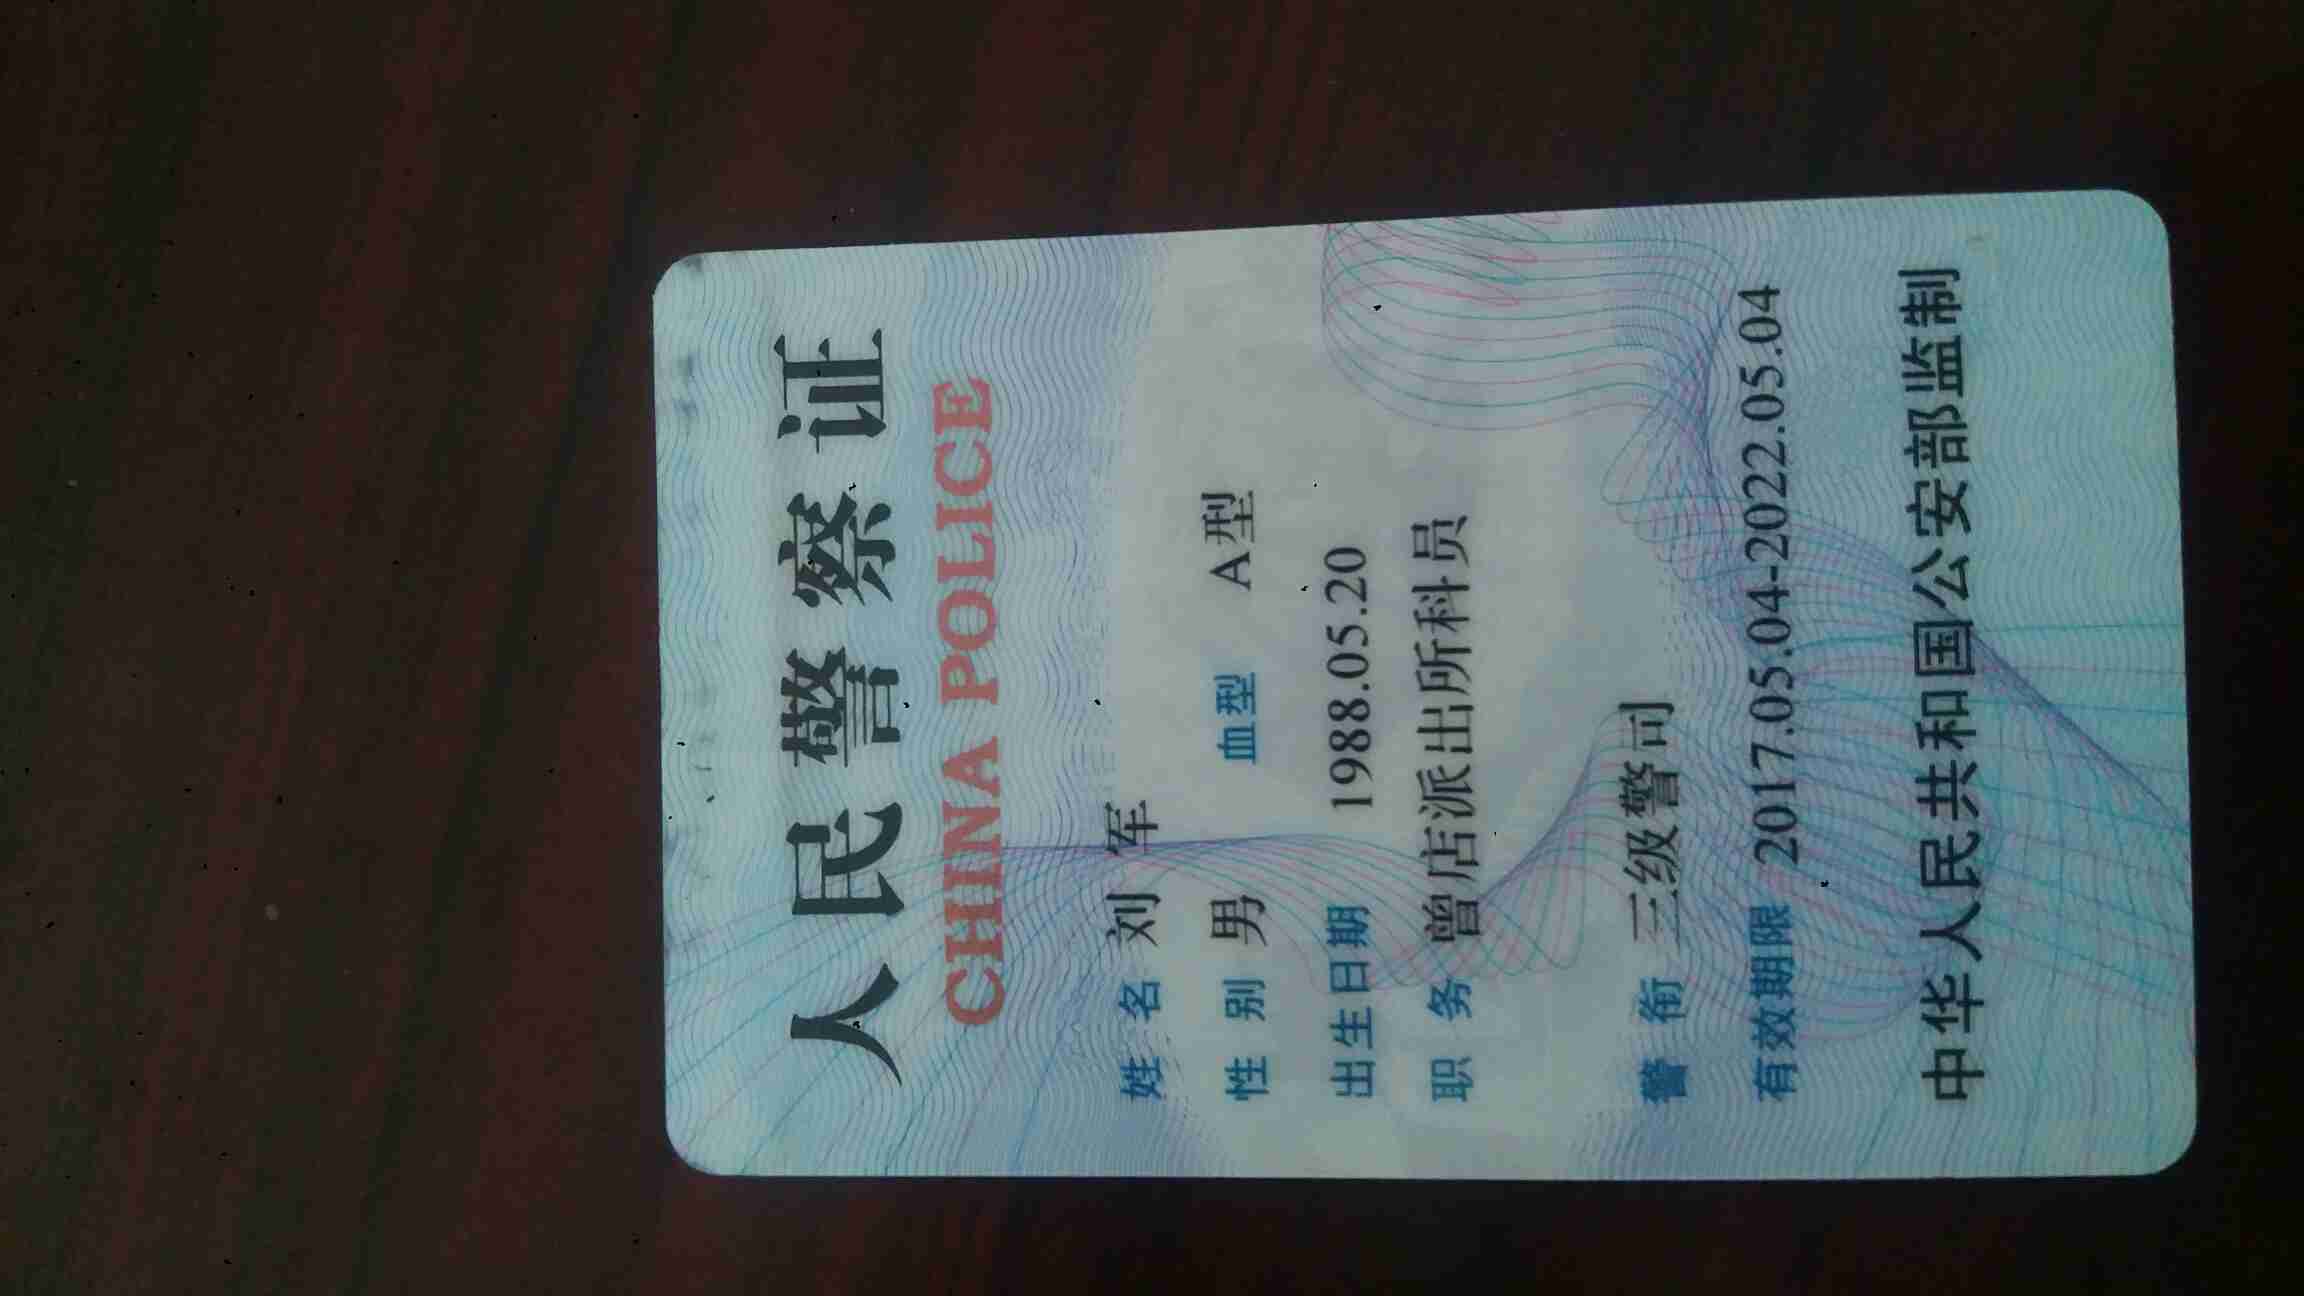 人民警察证
CHINA POLICE
姓 名 刘 军
性 别 男 血型 A型
出生日期 1988.05.20
职 务 曾店派出所科员
警 衔 三级警司
有效期限 2017.05.04-2022.05.04
中华人民共和国公安部监制